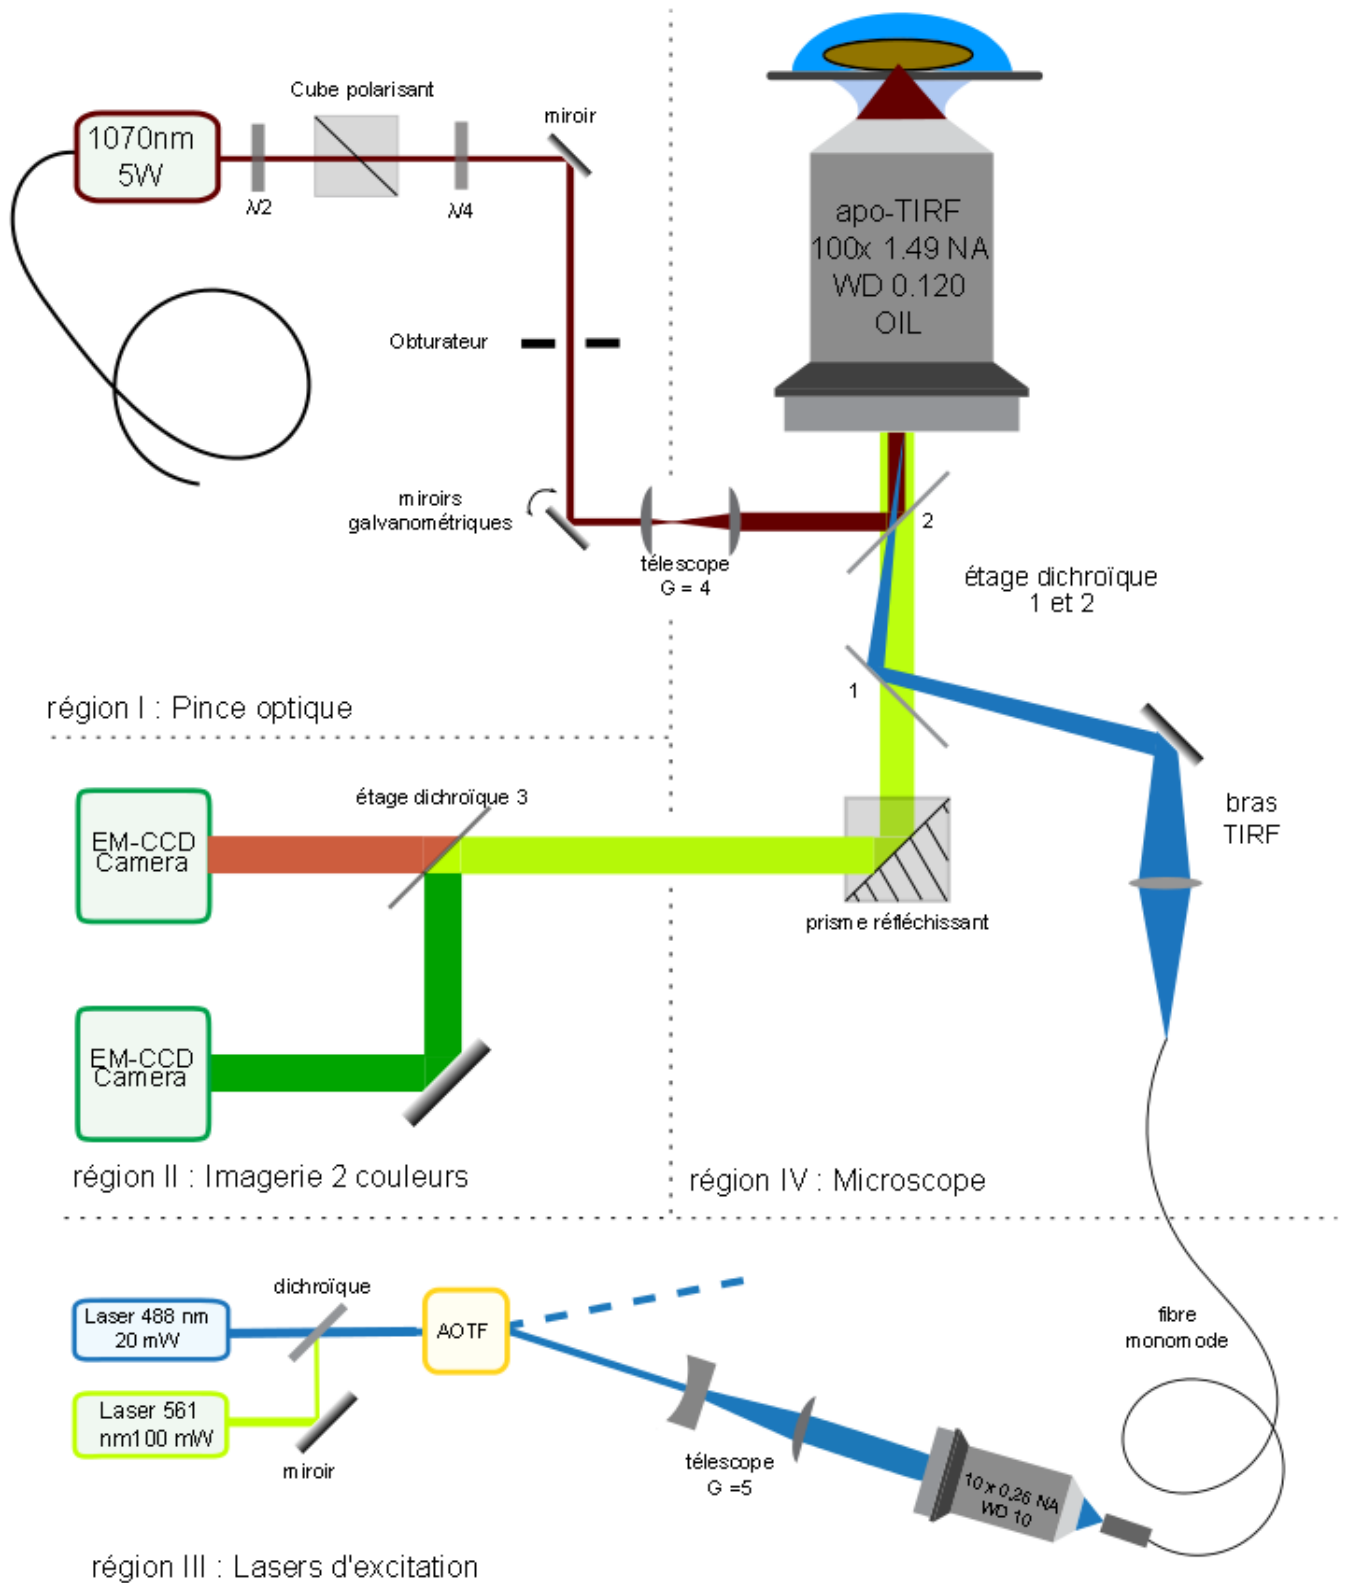 Cube polarisant
miroir
1070nm
5W
λ/2
λ/4
apo-TIRF
100x 1.49 NA
WD 0.120
OIL
Obturateur
miroirs
galvanométriques
télescope
G = 4
2
étage dichroïque
1 et 2
1
région I : Pince optique
étage dichroïque 3
EM-CCD
Camera
bras
TIRF
prisme réfléchissant
EM-CCD
Camera
région II : Imagerie 2 couleurs
région IV : Microscope
dichroïque
Laser 488 nm
20 mW
AOTF
fibre
monomode
Laser 561
nm100 mW
miroir
télescope
G =5
10 x 0,26 NA
WD 10
région III : Lasers d'excitation